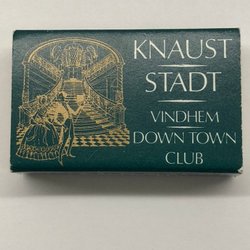 KNAUST
STADT
VINDHEM
DOWN TOWN
CLUB